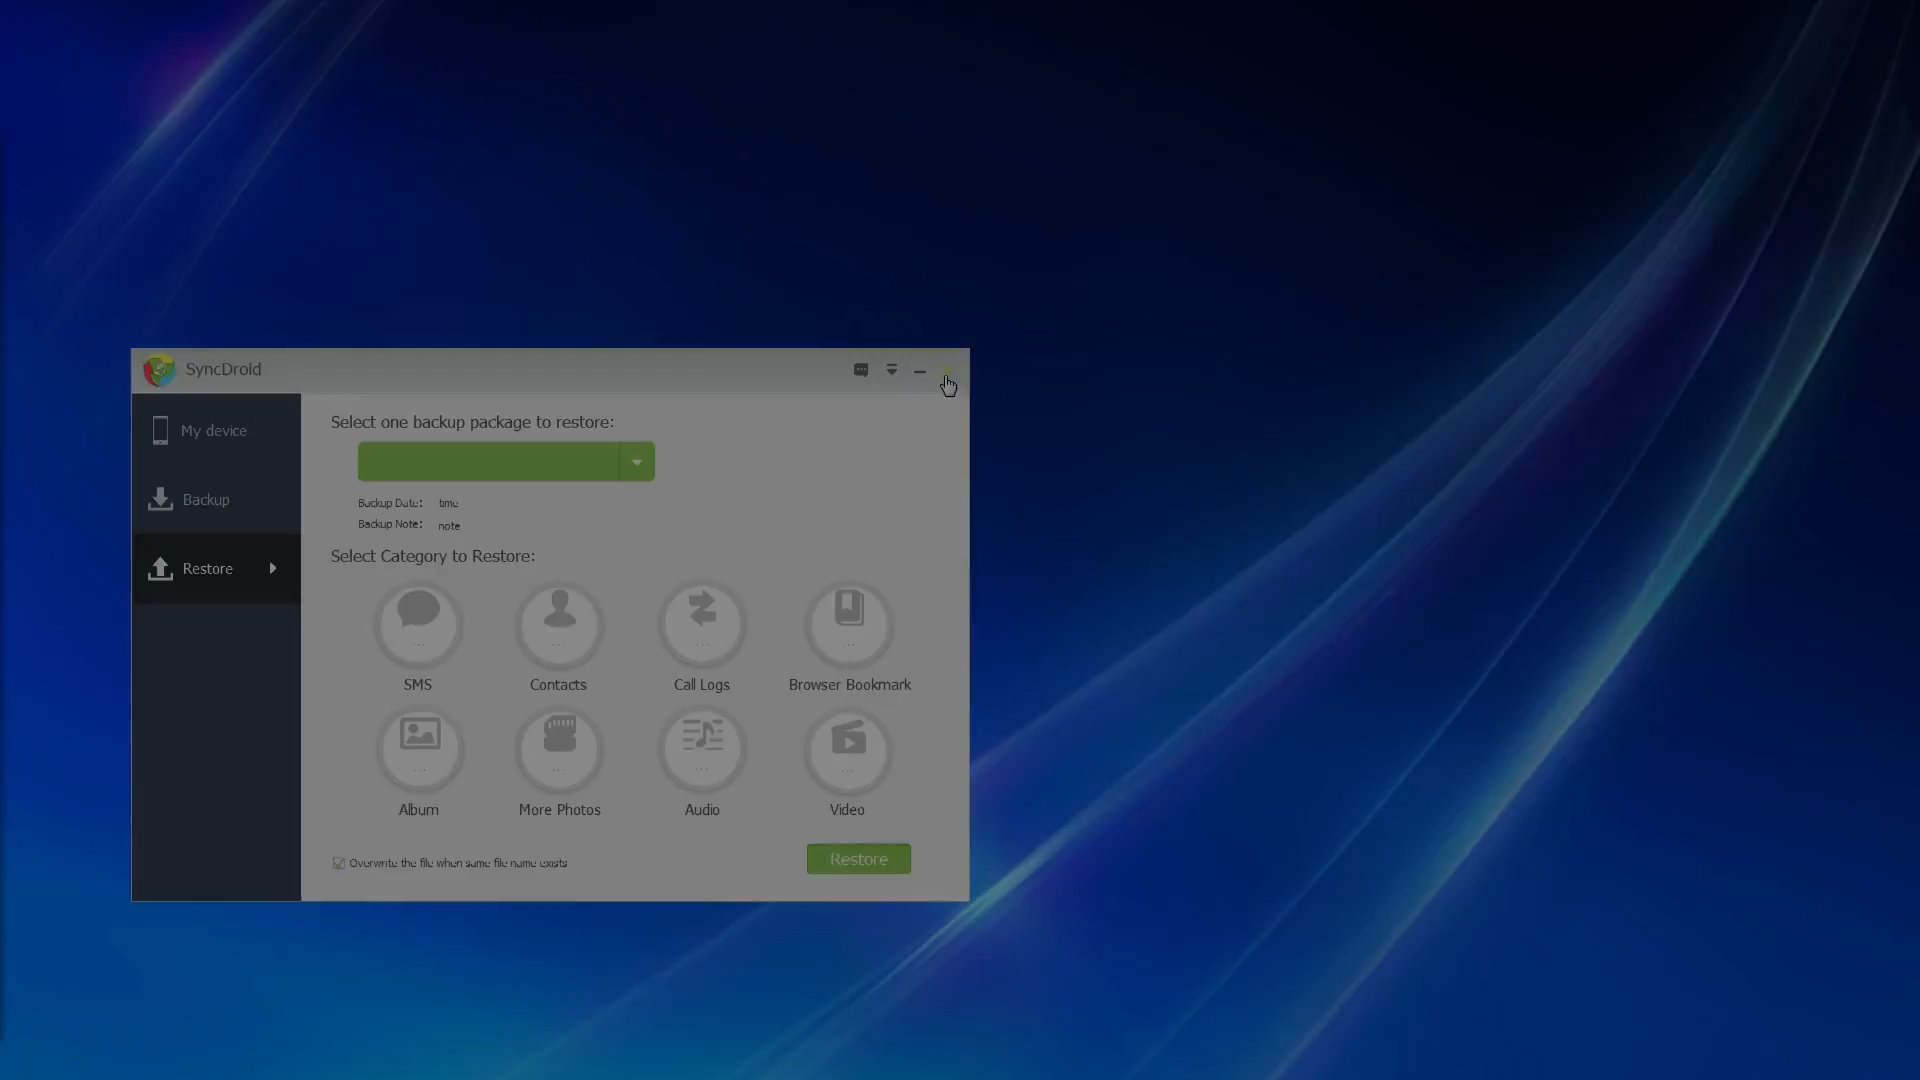 SyncDroid
My device
Backup
Restore
Select one backup package to restore:
Backup Date: time
Backup Note: note
Select Category to Restore:
...
...
...
...
SMS
Contacts
Call Logs
Browser Bookmark
...
...
...
...
Album
More Photos
Audio
Video
Overwrite the file when same file name exists
Restore